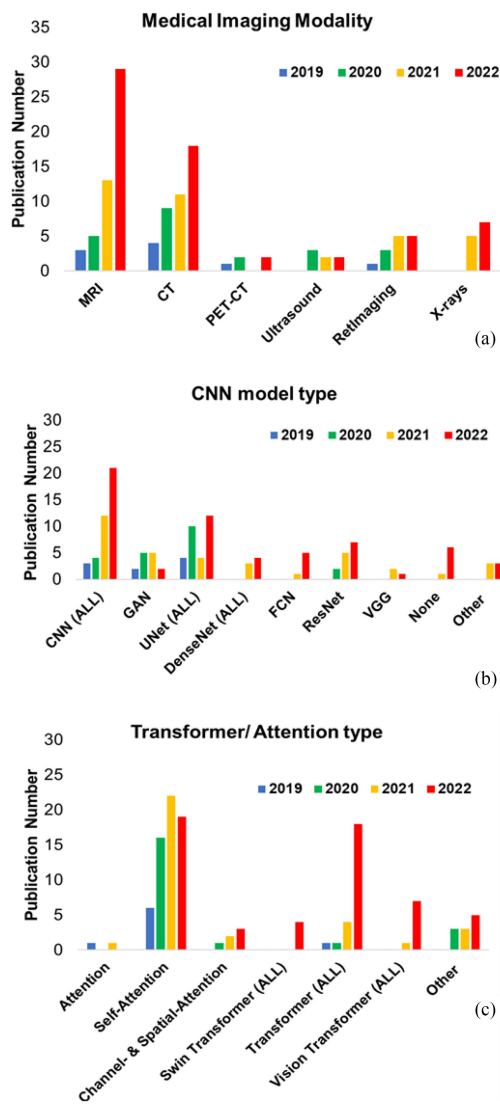 Medical Imaging Modality
35
30
25
20
15
10
5
0
Publication Number
2019 2020 2021 2022
MRI
CT
PET-CT
Ultrasound
RetImaging
X-rays
(a)
CNN model type
30
25
20
15
10
5
0
Publication Number
2019 2020 2021 2022
CNN (ALL)
GAN
UNet (ALL)
DenseNet (ALL)
FCN
ResNet
VGG
None
Other
(b)
Transformer/ Attention type
30
25
20
15
10
5
0
Publication Number
2019 2020 2021 2022
Attention
Self-Attention
Channel- & Spatial-Attention
Swin Transformer (ALL)
Transformer (ALL)
Vision Transformer (ALL)
Other
(c)